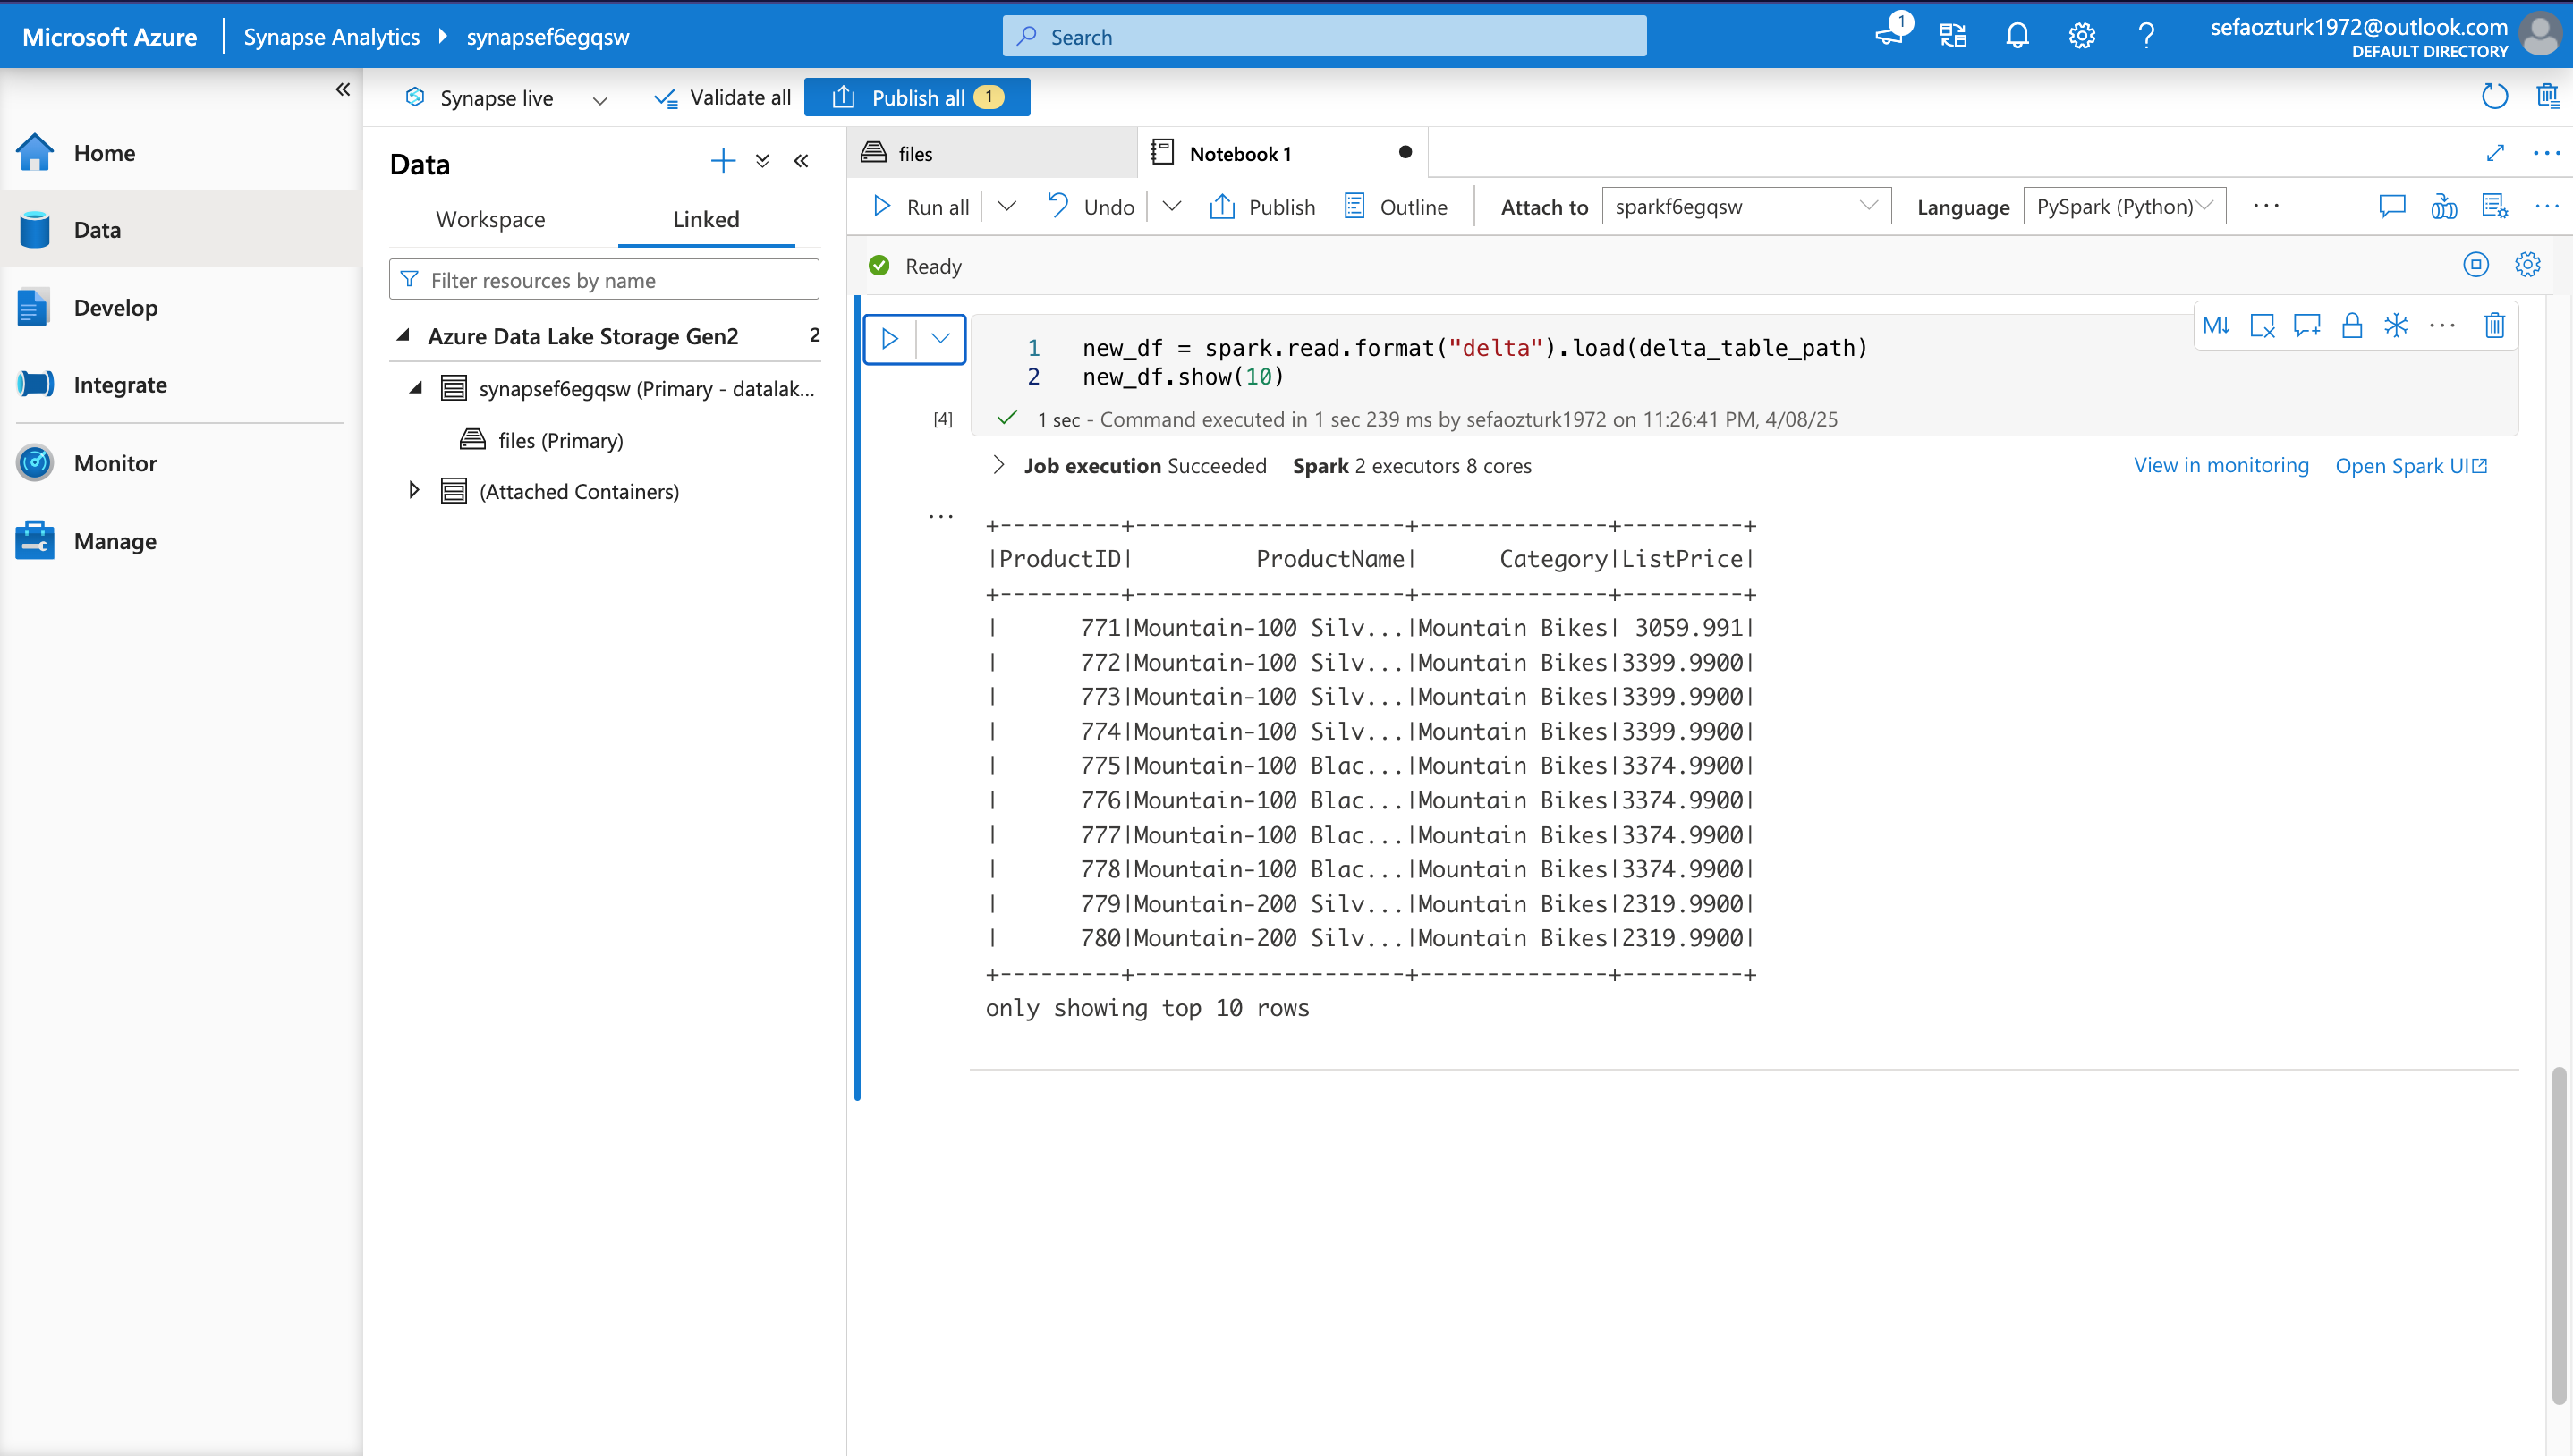 Microsoft Azure
Synapse Analytics
synapsef6egqsw
Search
1
sefaozturk1972@outlook.com
DEFAULT DIRECTORY
Synapse live
Validate all
Publish all 1
Home
Data
Develop
Integrate
Monitor
Manage
Data
Workspace
Linked
Filter resources by name
Azure Data Lake Storage Gen2 2
synapsef6egqsw (Primary - datalak...
files (Primary)
(Attached Containers)
files
Notebook 1
Run all
Undo
Publish
Outline
Attach to
sparkf6egqsw
Language
PySpark (Python)
Ready
M↓
1 new_df = spark.read.format("delta").load(delta_table_path)
2 new_df.show(10)
[4] 1 sec - Command executed in 1 sec 239 ms by sefaozturk1972 on 11:26:41 PM, 4/08/25
Job execution Succeeded Spark 2 executors 8 cores
View in monitoring
Open Spark UI
+---------+--------------------+--------------+---------+
|ProductID|         ProductName|      Category|ListPrice|
+---------+--------------------+--------------+---------+
|      771|Mountain-100 Silv...|Mountain Bikes| 3059.991|
|      772|Mountain-100 Silv...|Mountain Bikes|3399.9900|
|      773|Mountain-100 Silv...|Mountain Bikes|3399.9900|
|      774|Mountain-100 Silv...|Mountain Bikes|3399.9900|
|      775|Mountain-100 Blac...|Mountain Bikes|3374.9900|
|      776|Mountain-100 Blac...|Mountain Bikes|3374.9900|
|      777|Mountain-100 Blac...|Mountain Bikes|3374.9900|
|      778|Mountain-100 Blac...|Mountain Bikes|3374.9900|
|      779|Mountain-200 Silv...|Mountain Bikes|2319.9900|
|      780|Mountain-200 Silv...|Mountain Bikes|2319.9900|
+---------+--------------------+--------------+---------+
only showing top 10 rows